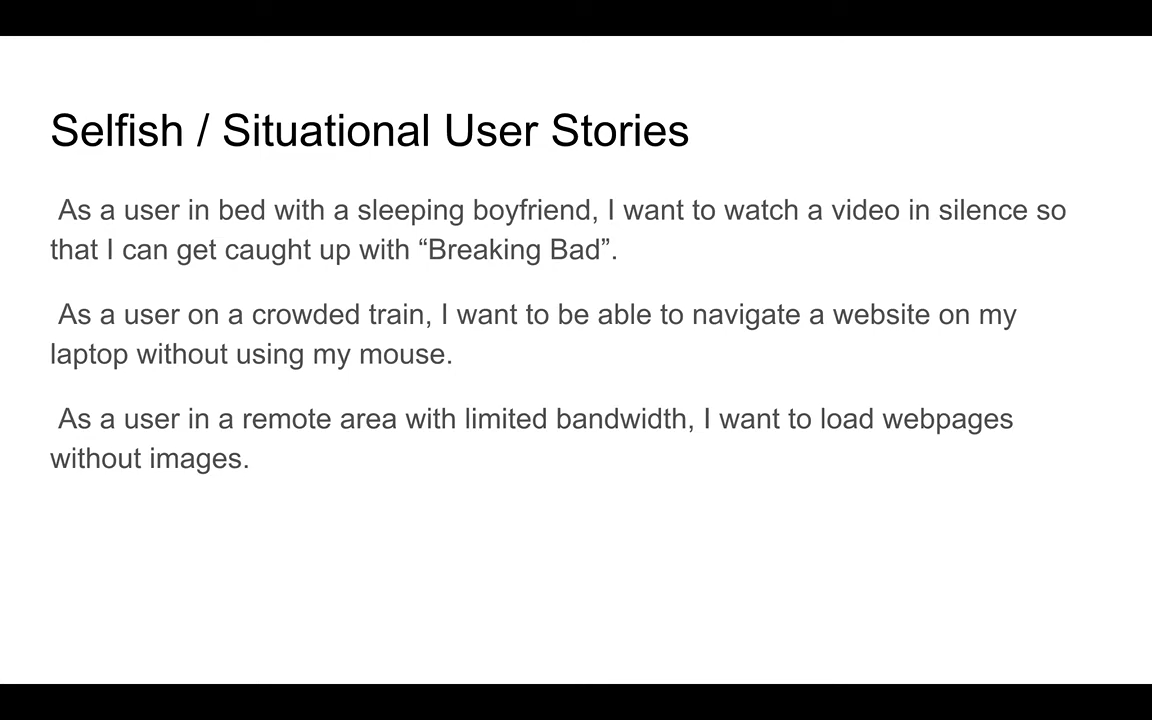 Selfish / Situational User Stories
As a user in bed with a sleeping boyfriend, I want to watch a video in silence so
that I can get caught up with “Breaking Bad”.
As a user on a crowded train, I want to be able to navigate a website on my
laptop without using my mouse.
As a user in a remote area with limited bandwidth, I want to load webpages
without images.